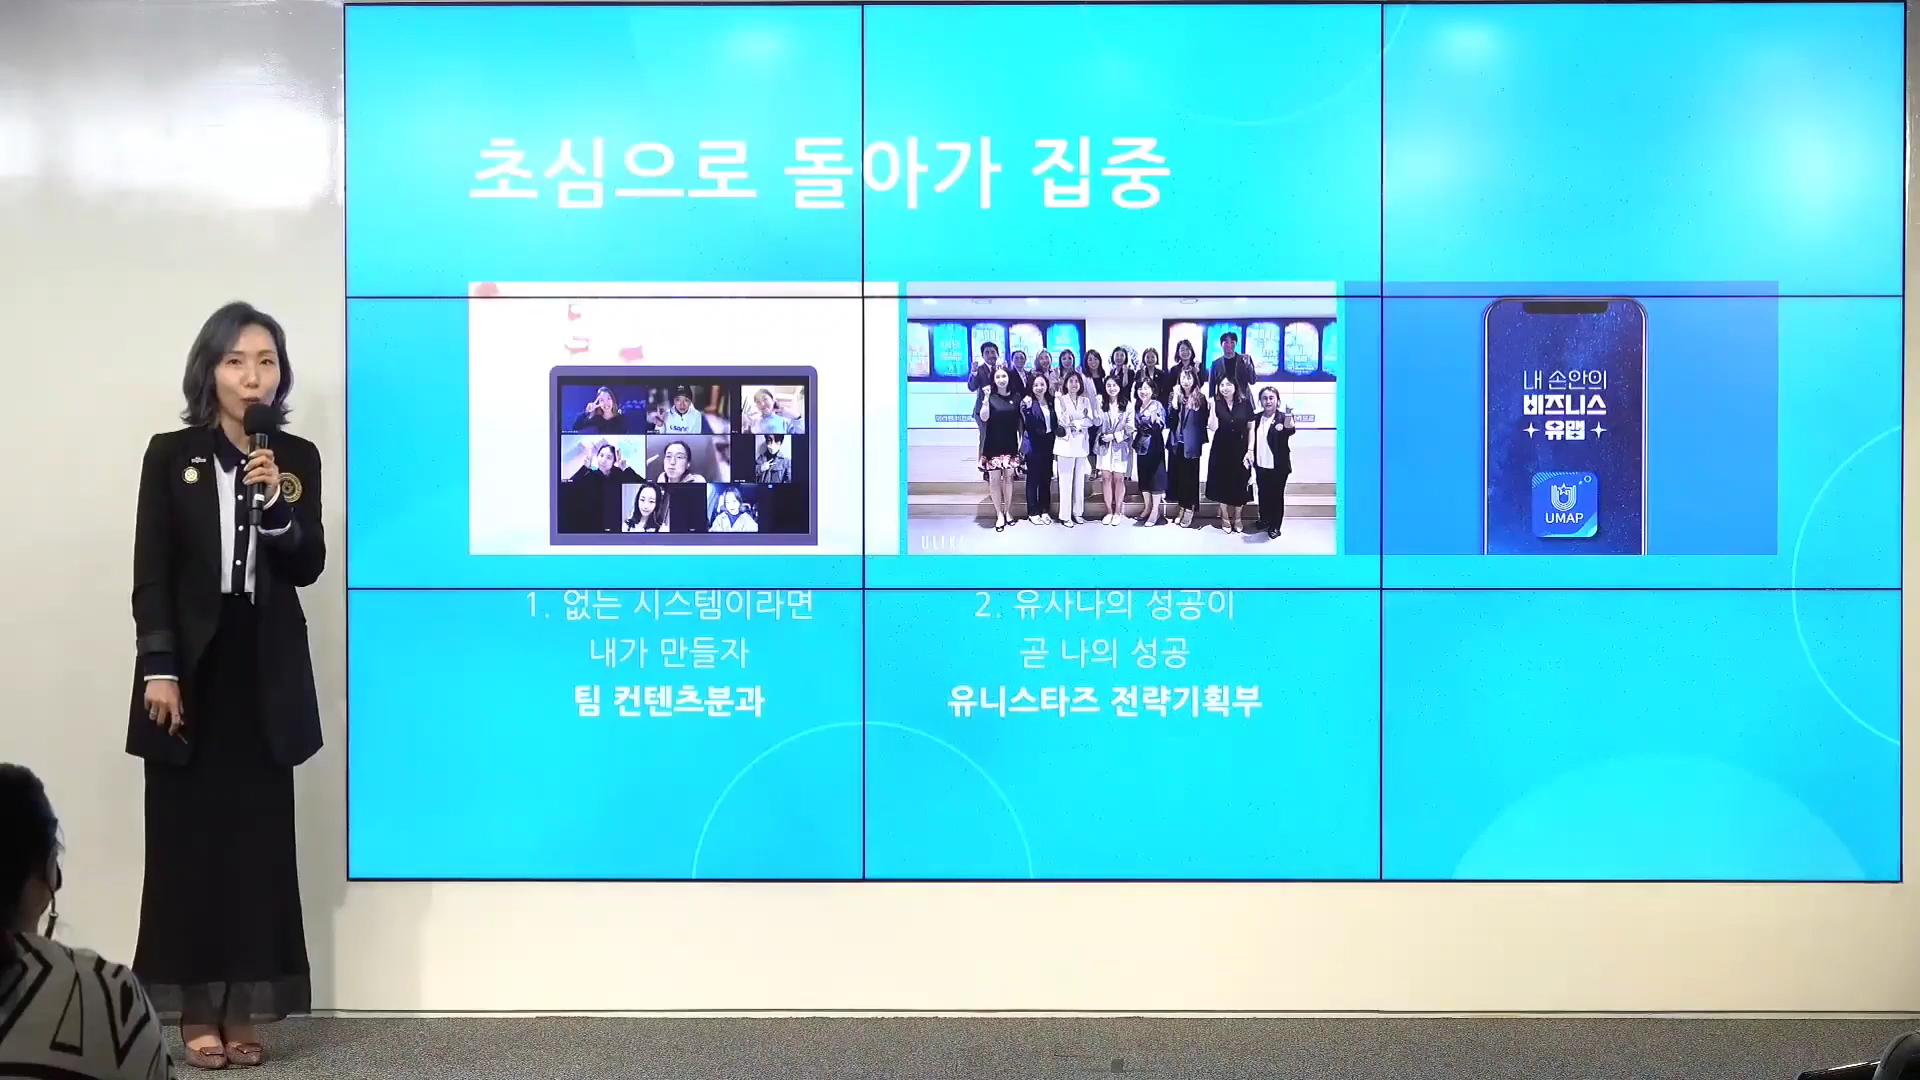 초심으로 돌아가 집중
내 손안의
비즈니스
유맵
UMAP
ULIKE
1. 없는 시스템이라면
내가 만들자
팀 컨텐츠분과
2. 유사나의 성공이
곧 나의 성공
유니스타즈 전략기획부